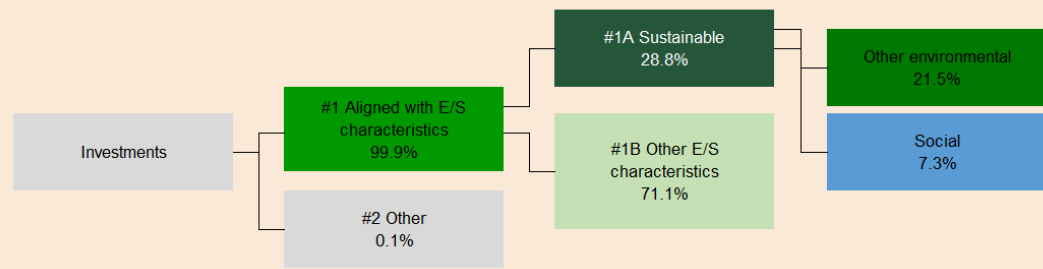 Investments
#1 Aligned with E/S
characteristics
99.9%
#2 Other
0.1%
#1A Sustainable
28.8%
#1B Other E/S
characteristics
71.1%
Other environmental
21.5%
Social
7.3%